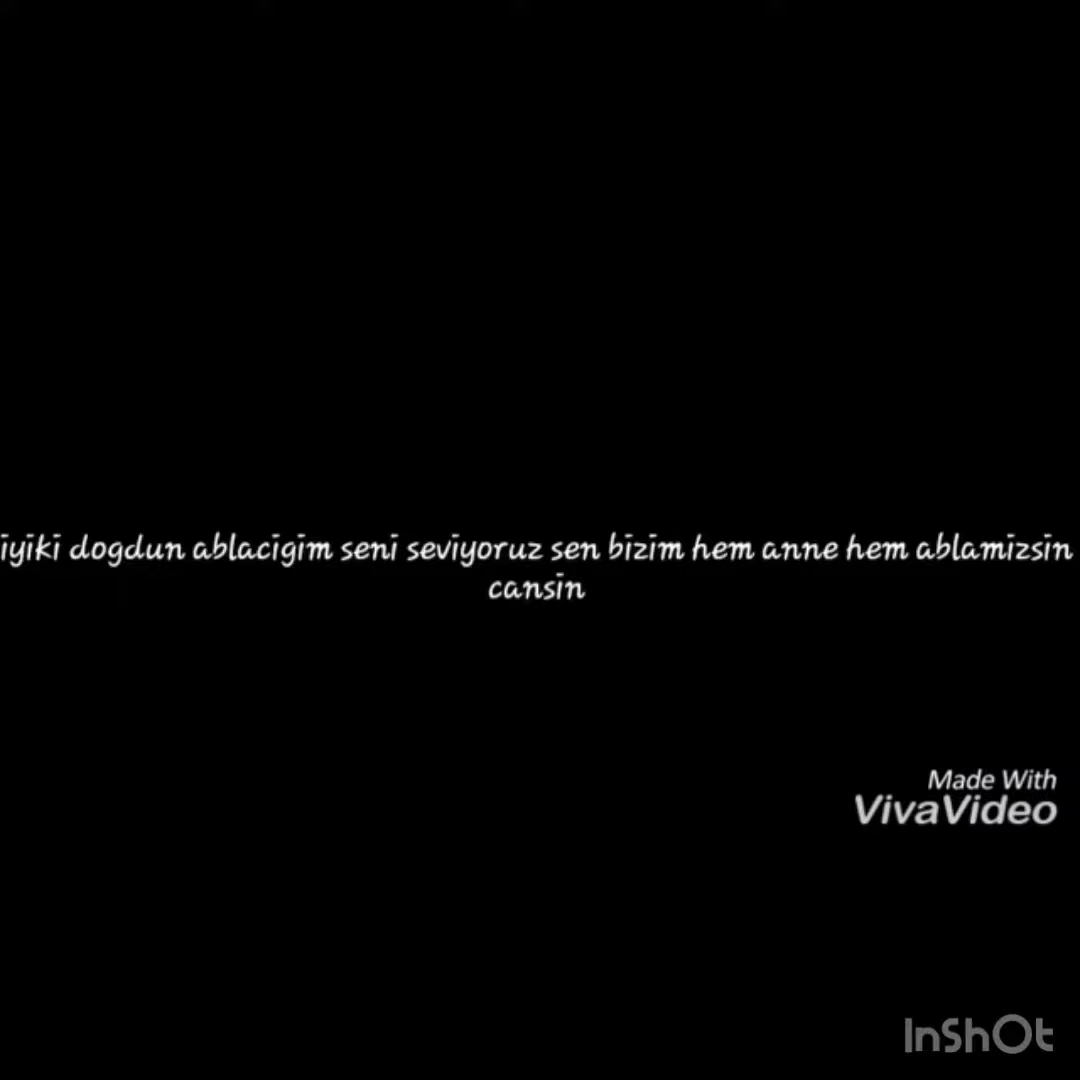 iyiki dogdun ablacigim seni seviyoruz sen bizim hem anne hem ablamizsin
cansin
Made With
VivaVideo
InShOt